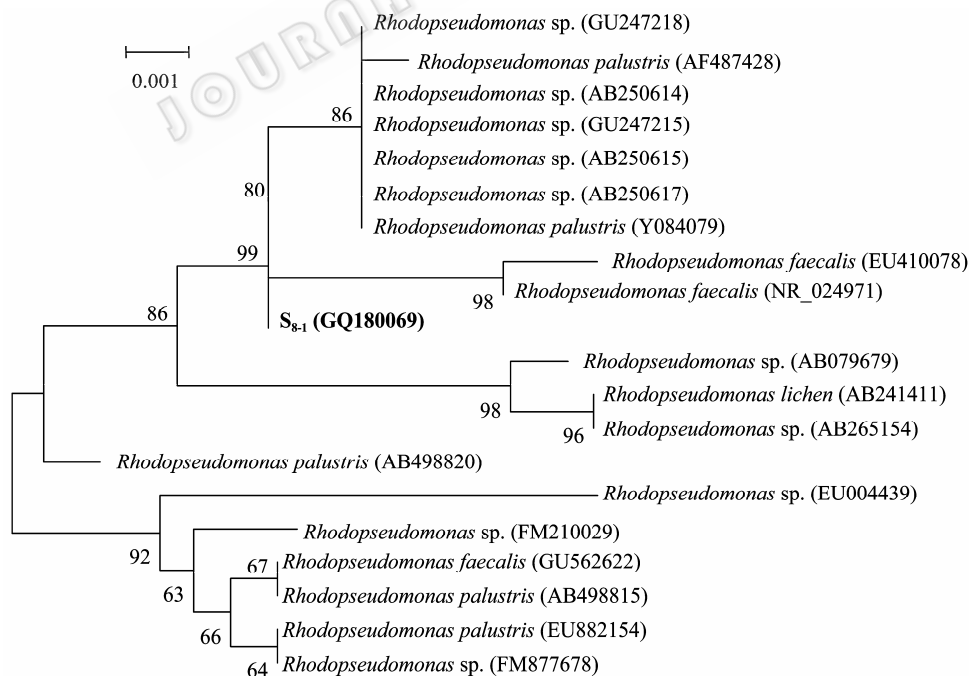 JOURN
Rhodopseudomonas sp. (GU247218)
0.001
Rhodopseudomonas palustris (AF487428)
Rhodopseudomonas sp. (AB250614)
86
Rhodopseudomonas sp. (GU247215)
Rhodopseudomonas sp. (AB250615)
80
Rhodopseudomonas sp. (AB250617)
Rhodopseudomonas palustris (Y084079)
99
Rhodopseudomonas faecalis (EU410078)
98
Rhodopseudomonas faecalis (NR_024971)
86
S8-1 (GQ180069)
Rhodopseudomonas sp. (AB079679)
98
Rhodopseudomonas lichen (AB241411)
96
Rhodopseudomonas sp. (AB265154)
Rhodopseudomonas palustris (AB498820)
Rhodopseudomonas sp. (EU004439)
92
Rhodopseudomonas sp. (FM210029)
63
67
Rhodopseudomonas faecalis (GU562622)
Rhodopseudomonas palustris (AB498815)
66
Rhodopseudomonas palustris (EU882154)
64
Rhodopseudomonas sp. (FM877678)